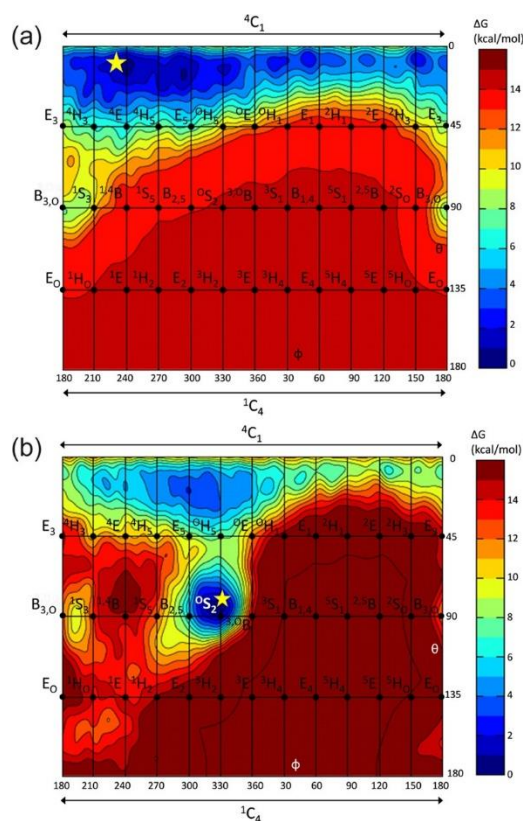 (a)
⁴C₁
ΔG
(kcal/mol)
0
14
12
10
8
6
4
2
0
E₃ ⁴H₃ ⁴E ⁴H₅ E₅ ᴼH₅ ᴼE ᴼH₁ E₁ ²H₁ ²E ²H₃ E₃ 45
B₃,O ¹S₃ ¹,⁴B ¹S₅ B₂,₅ ᴼS₂ ³,ᴼB ³S₁ B₁,₄ ⁵S₁ ²,⁵B ²Sₒ B₃,O 90
θ
Eₒ ¹Hₒ ¹E ¹H₂ E₂ ³H₂ ³E ³H₄ E₄ ⁵H₄ ⁵E ⁵Hₒ Eₒ 135
ϕ
180
180 210 240 270 300 330 360 30 60 90 120 150 180
¹C₄
(b)
⁴C₁
ΔG
(kcal/mol)
0
14
12
10
8
6
4
2
0
E₃ ⁴H₃ ⁴E ⁴H₅ E₅ ᴼH₅ ᴼE ᴼH₁ E₁ ²H₁ ²E ²H₃ E₃ 45
B₃,O ¹S₃ ¹,⁴B ¹S₅ B₂,₅ ᴼS₂ ³,ᴼB ³S₁ B₁,₄ ⁵S₁ ²,⁵B ²Sₒ B₃,O 90
θ
Eₒ ¹Hₒ ¹E ¹H₂ E₂ ³H₂ ³E ³H₄ E₄ ⁵H₄ ⁵E ⁵Hₒ Eₒ 135
ϕ
180
180 210 240 270 300 330 360 30 60 90 120 150 180
¹C₄